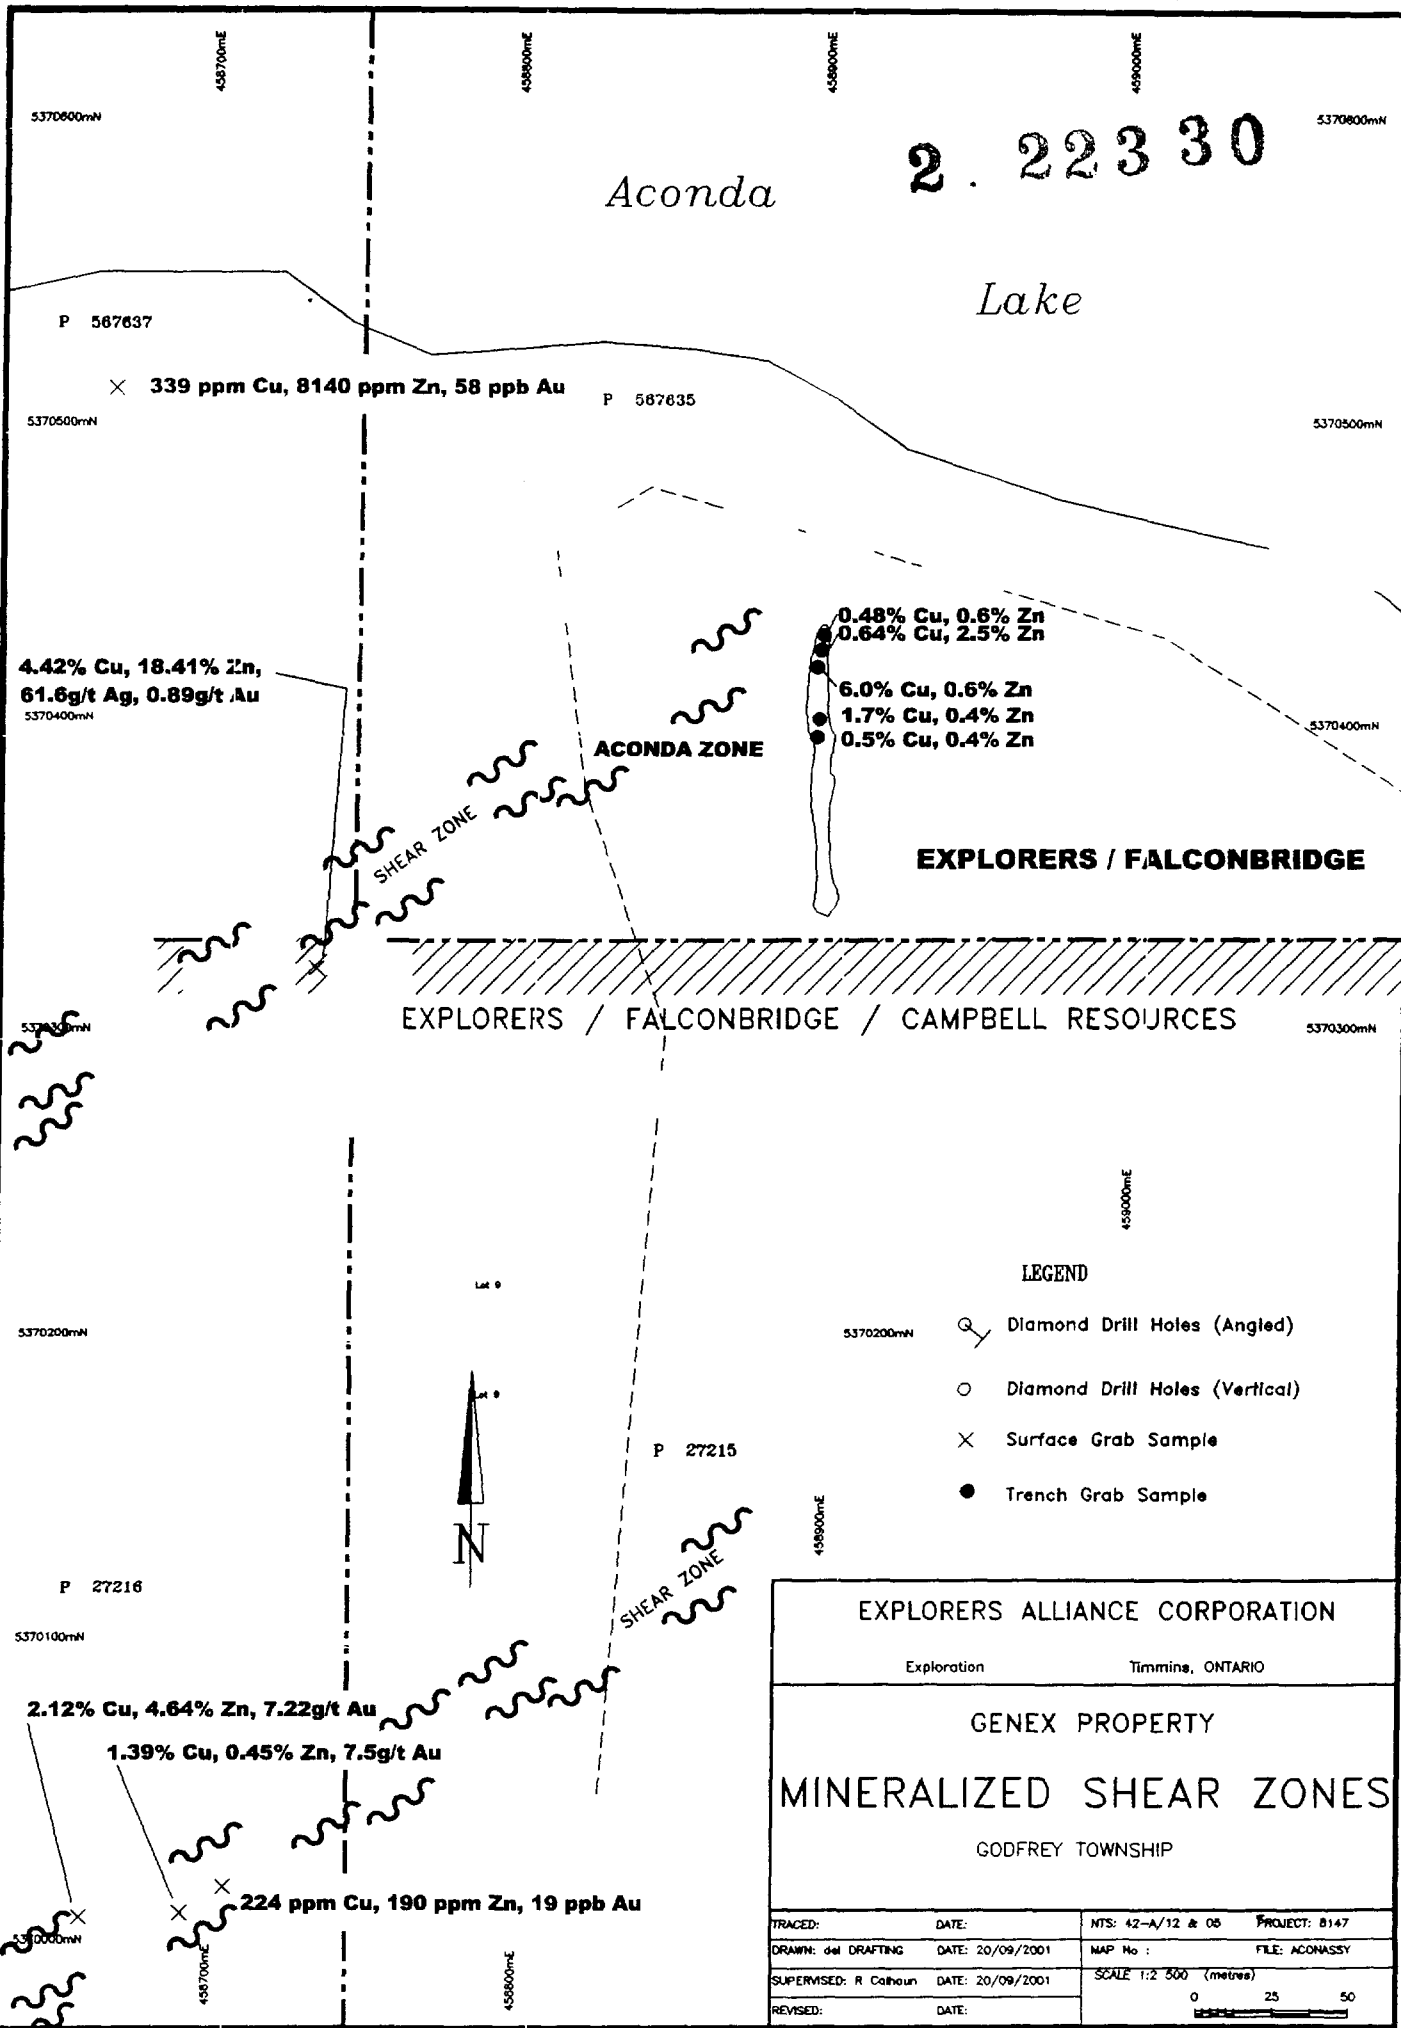 458700mE
458800mE
458900mE
459000mE
5370600mN
5370600mN
2. 22330
Aconda
Lake
P 567637
339 ppm Cu, 8140 ppm Zn, 58 ppb Au
P 567635
5370500mN
5370500mN
0.48% Cu, 0.6% Zn
0.64% Cu, 2.5% Zn
4.42% Cu, 18.41% Zn,
61.6g/t Ag, 0.89g/t Au
6.0% Cu, 0.6% Zn
1.7% Cu, 0.4% Zn
0.5% Cu, 0.4% Zn
5370400mN
5370400mN
ACONDA ZONE
SHEAR ZONE
EXPLORERS / FALCONBRIDGE
EXPLORERS / FALCONBRIDGE / CAMPBELL RESOURCES
5370300mN
5370300mN
459000mE
Lot 9
LEGEND
5370200mN
5370200mN
Diamond Drill Holes (Angled)
Diamond Drill Holes (Vertical)
Lot 9
Surface Grab Sample
P 27215
Trench Grab Sample
458900mE
N
SHEAR ZONE
P 27216
5370100mN
2.12% Cu, 4.64% Zn, 7.22g/t Au
1.39% Cu, 0.45% Zn, 7.5g/t Au
224 ppm Cu, 190 ppm Zn, 19 ppb Au
5370000mN
458700mE
458800mE
EXPLORERS ALLIANCE CORPORATION
Exploration Timmins, ONTARIO
GENEX PROPERTY
MINERALIZED SHEAR ZONES
GODFREY TOWNSHIP
TRACED: DATE: NTS: 42-A/12 & 05 PROJECT: 8147
DRAWN: del DRAFTING DATE: 20/09/2001 MAP No : FILE: ACONASSY
SUPERVISED: R Calhoun DATE: 20/09/2001 SCALE 1:2 500 (metres)
0 25 50
REVISED: DATE: